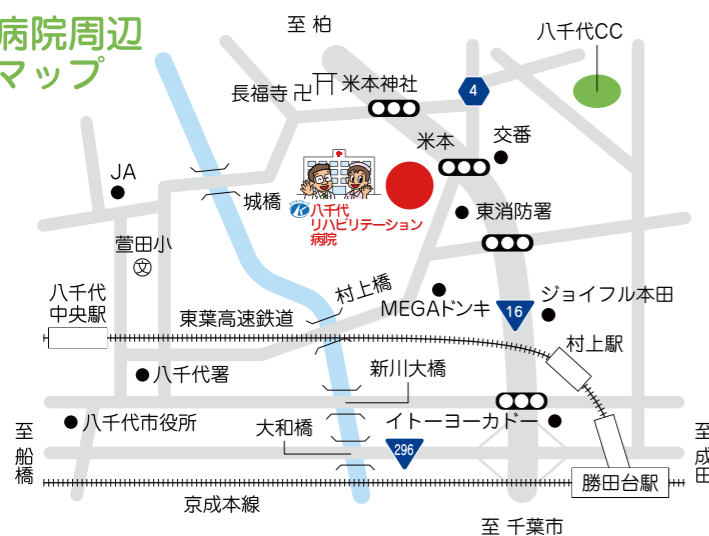 病院周辺
マップ
至 柏
八千代CC
長福寺
米本神社
4
米本
交番
JA
城橋
八千代
リハビリテーション
病院
東消防署
萱田小
文
村上橋
八千代
中央駅
東葉高速鉄道
MEGAドンキ
16
ジョイフル本田
村上駅
八千代署
新川大橋
八千代市役所
大和橋
イトーヨーカドー
至
船
橋
296
至
成
田
勝田台駅
京成本線
至 千葉市